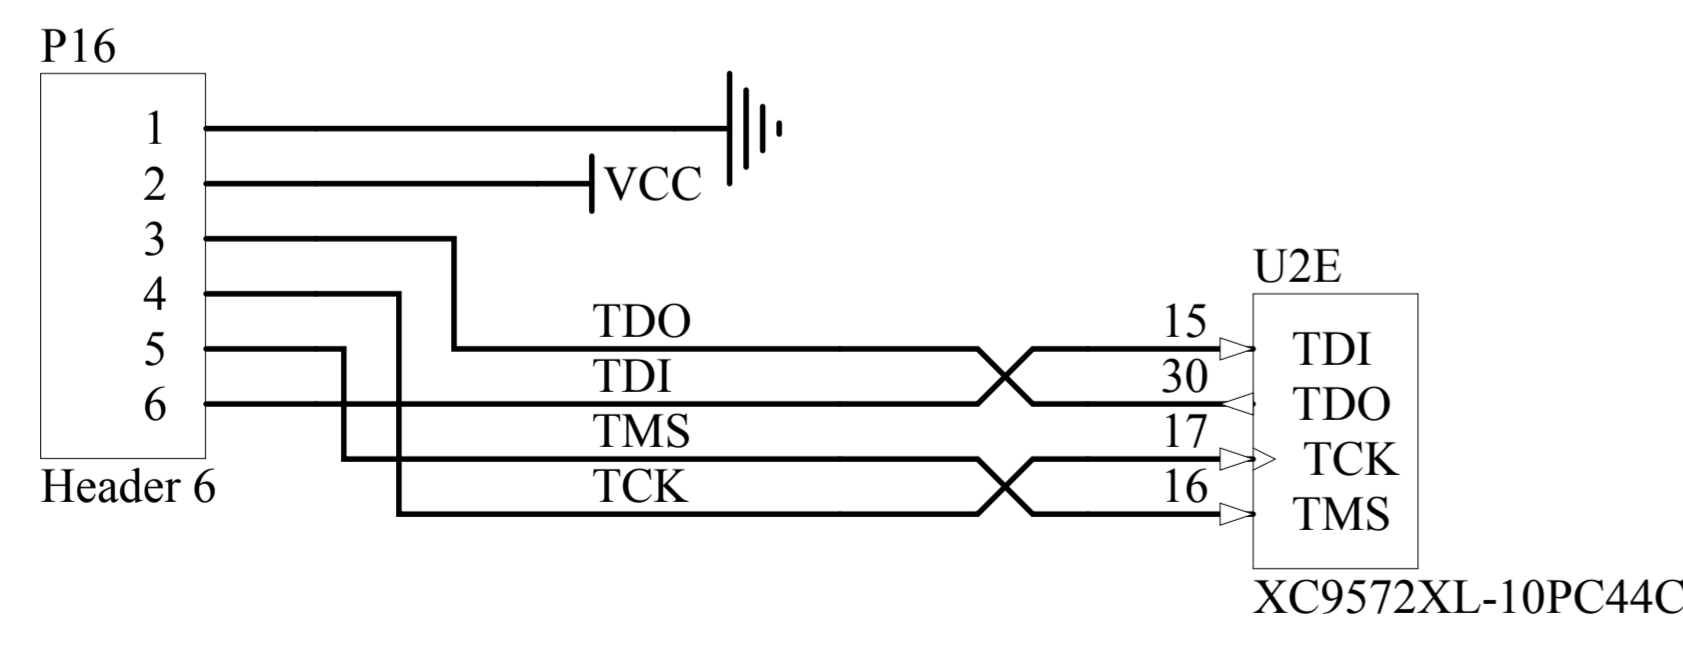 P16
1
2
3
4
5
6
Header 6
VCC
TDO
TDI
TMS
TCK
U2E
15
30
17
16
TDI
TDO
TCK
TMS
XC9572XL-10PC44C